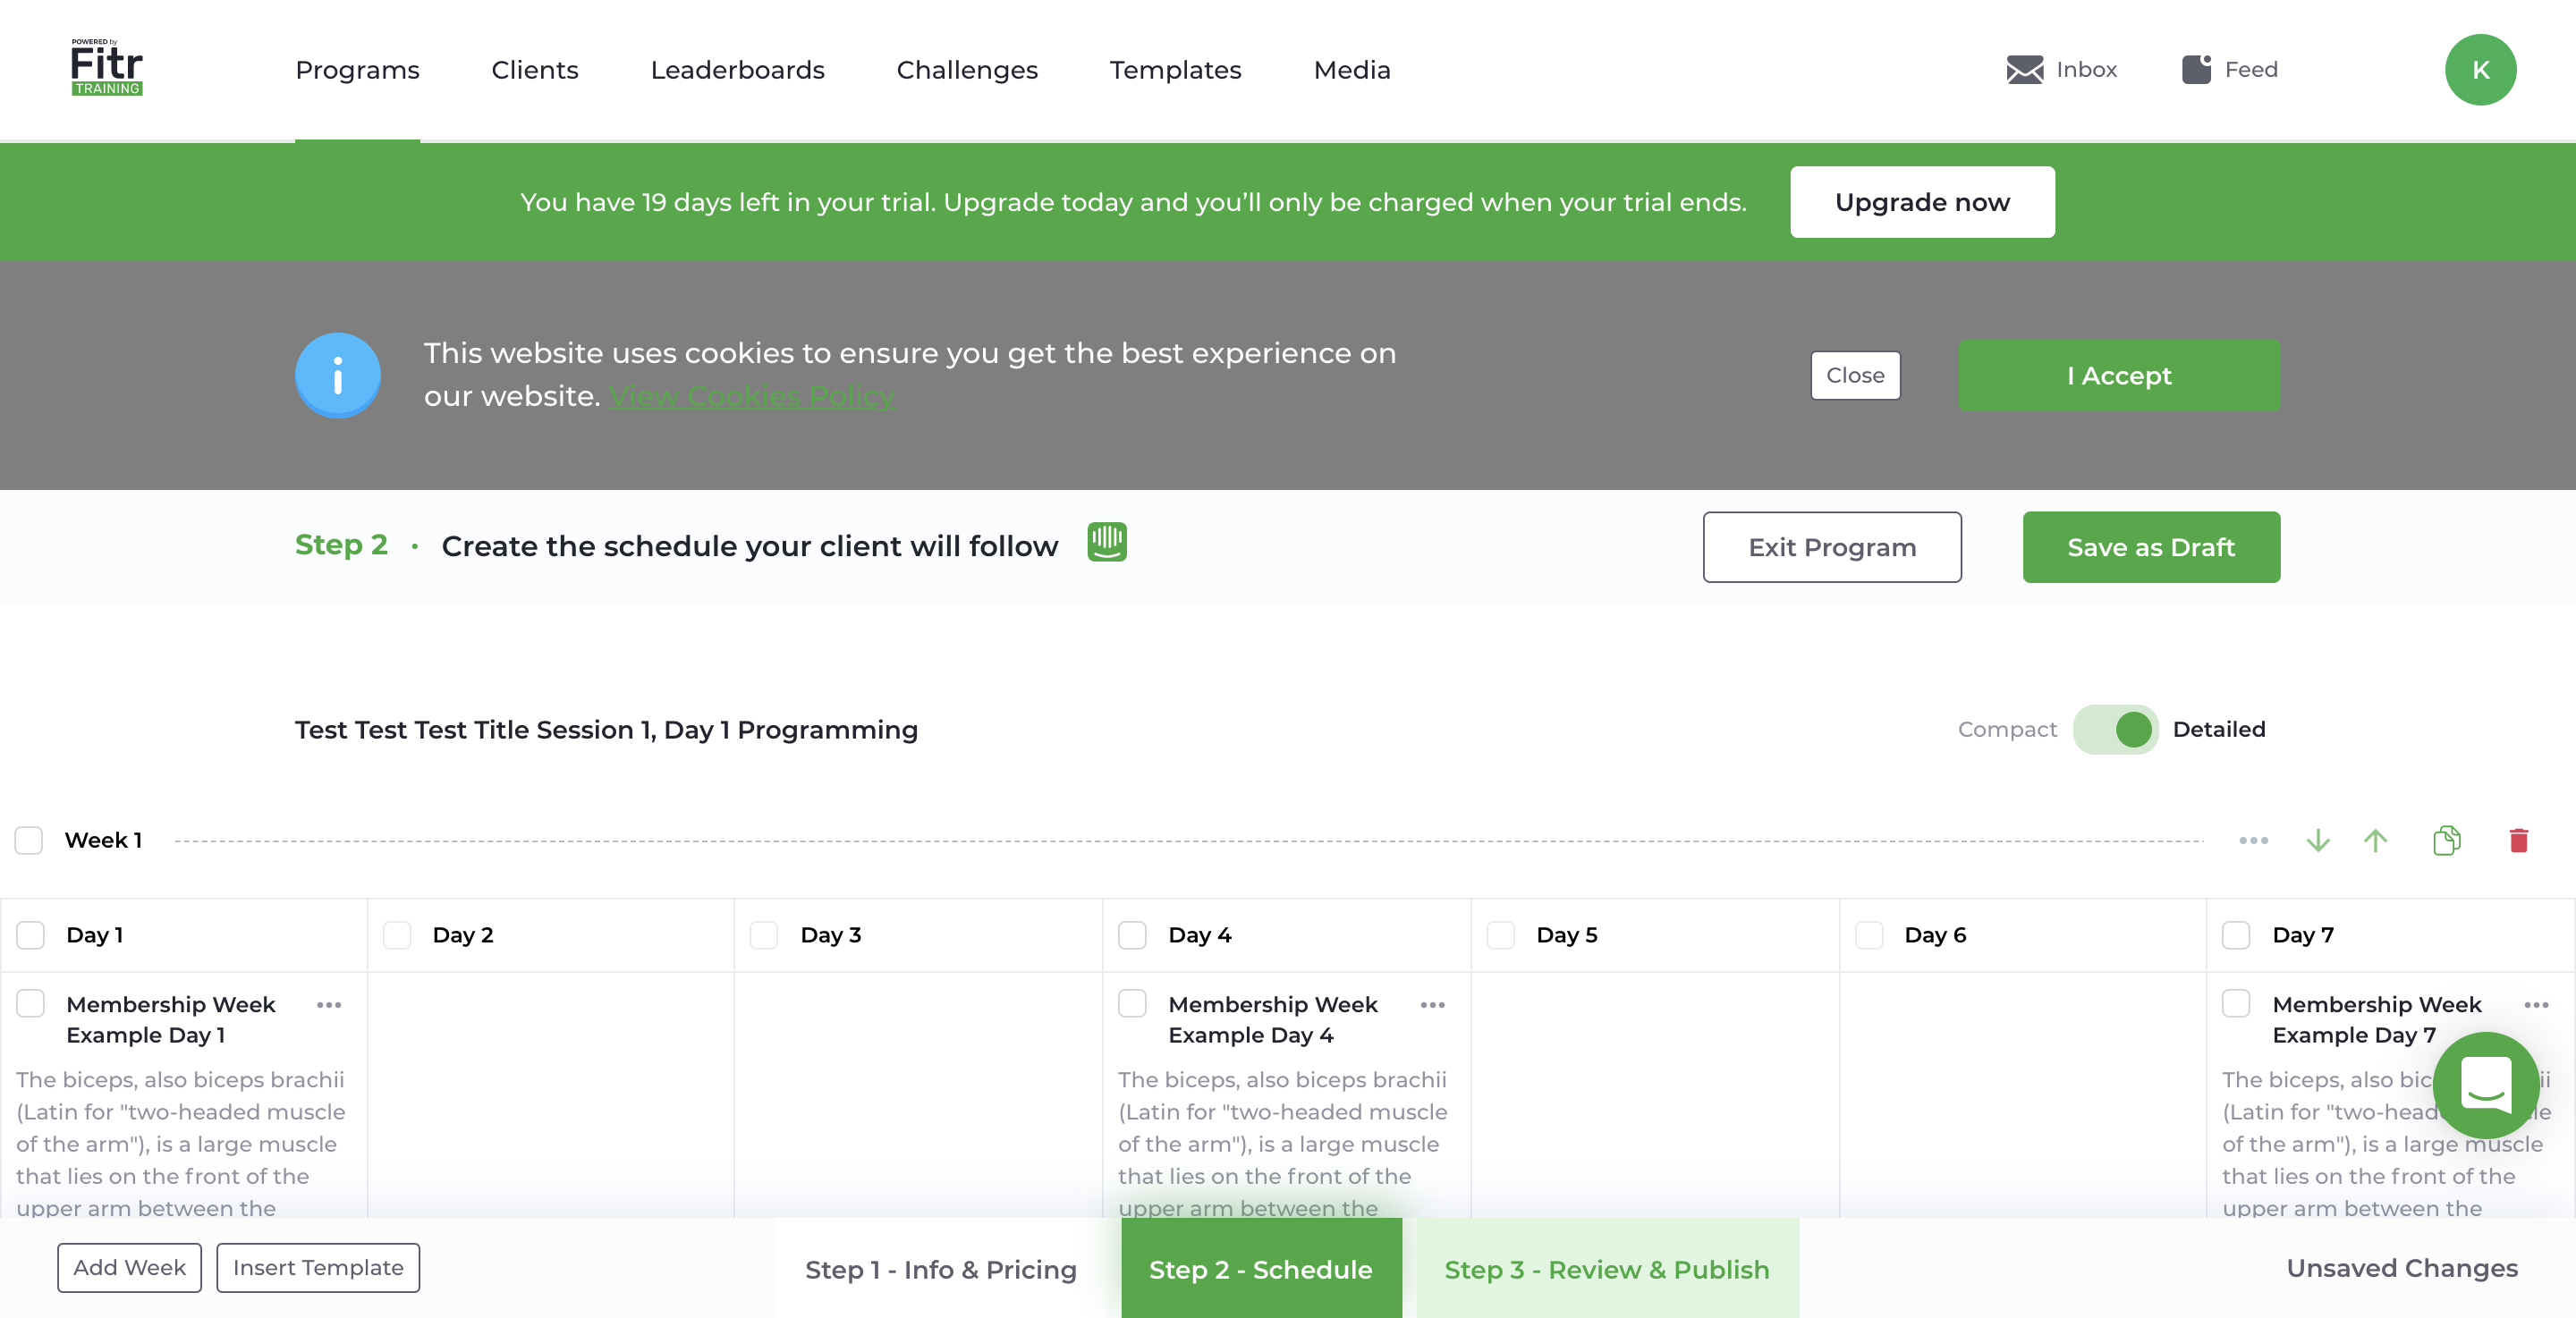 POWERED by
Fitr
TRAINING
Programs
Clients
Leaderboards
Challenges
Templates
Media
Inbox
Feed
K
You have 19 days left in your trial. Upgrade today and you’ll only be charged when your trial ends.
Upgrade now
This website uses cookies to ensure you get the best experience on
our website. View Cookies Policy
Close
I Accept
Step 2 · Create the schedule your client will follow
Exit Program
Save as Draft
Test Test Test Title Session 1, Day 1 Programming
Compact
Detailed
Week 1
Day 1
Day 2
Day 3
Day 4
Day 5
Day 6
Day 7
Membership Week
Example Day 1
The biceps, also biceps brachii
(Latin for "two-headed muscle
of the arm"), is a large muscle
that lies on the front of the
upper arm between the
Membership Week
Example Day 4
The biceps, also biceps brachii
(Latin for "two-headed muscle
of the arm"), is a large muscle
that lies on the front of the
upper arm between the
Membership Week
Example Day 7
The biceps, also
(Latin for
of the arm"), is a large muscle
that lies on the front of the
upper arm between the
Add Week
Insert Template
Step 1 - Info & Pricing
Step 2 - Schedule
Step 3 - Review & Publish
Unsaved Changes